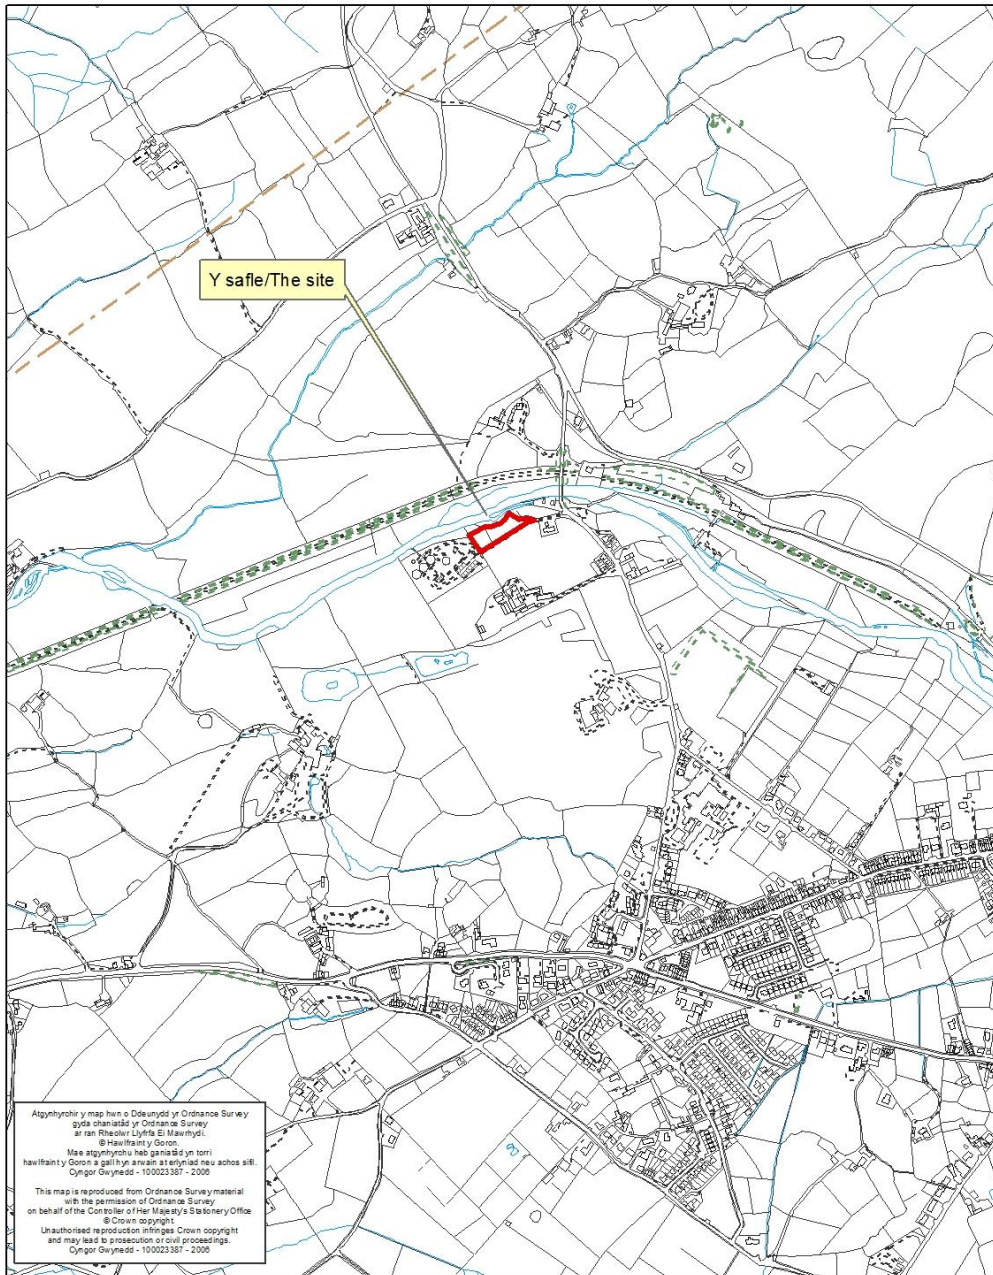 Y safle/The site
Atgynhyrchir y map hwn o Ddeunydd yr Ordnance Survey
gyda chaniatâd yr Ordnance Survey
ar ran Rheolwr Llyfrfa Ei Mawrhydi.
© Hawlfraint y Goron.
Mae atgynhyrchu heb ganiatâd yn torri
hawlfraint y Goron a gall hyn arwain at erlyniad neu achos sifil.
Cyngor Gwynedd - 100023387 - 2006
This map is reproduced from Ordnance Survey material
with the permission of Ordnance Survey
on behalf of the Controller of Her Majesty's Stationery Office
© Crown copyright.
Unauthorised reproduction infringes Crown copyright
and may lead to prosecution or civil proceedings.
Cyngor Gwynedd - 100023387 - 2006